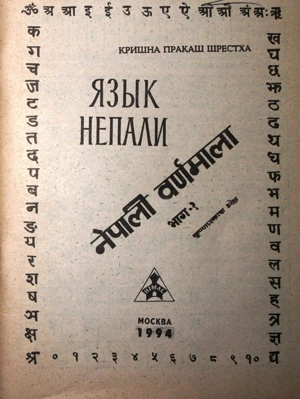 ॐ अ आ इ ई उ ऊ ए ऐ ओ औ अं अः
क ख
ग घ
च छ
ज झ
ट ठ
ड ढ
त थ
द ध
प फ
ब भ
न म
ङ ण
य व
र ल
श स
ष ह
अ त्र
क्ष ज्ञ
КРИШНА ПРАКАШ ШРЕСТХА
ЯЗЫК
НЕПАЛИ
नेपाली वर्णमाला
भाग-१
МОСКВА
1994
श्र ० १ २ ३ ४ ५ ६ ७ ८ ९ १० द्य